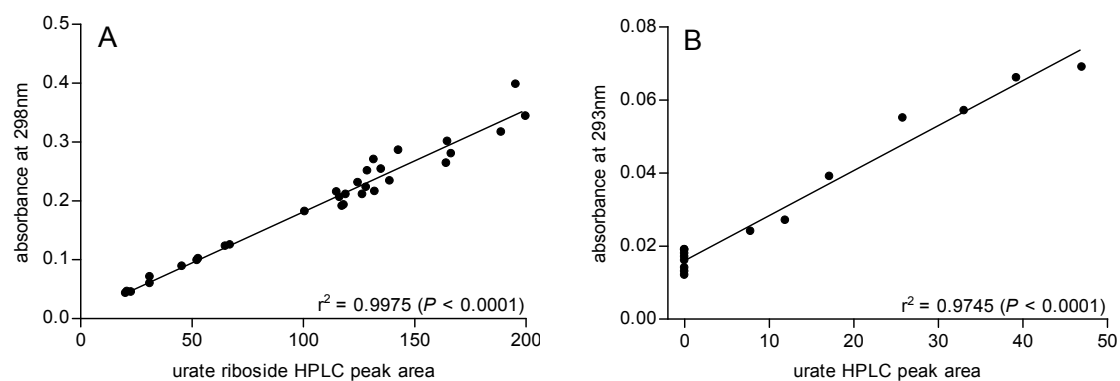 A
0.5
0.4
0.3
0.2
0.1
0.0
absorbance at 298nm
0
50
100
150
200
urate riboside HPLC peak area
r² = 0.9975 (P < 0.0001)
B
0.08
0.06
0.04
0.02
0.00
absorbance at 293nm
0
10
20
30
40
50
urate HPLC peak area
r² = 0.9745 (P < 0.0001)